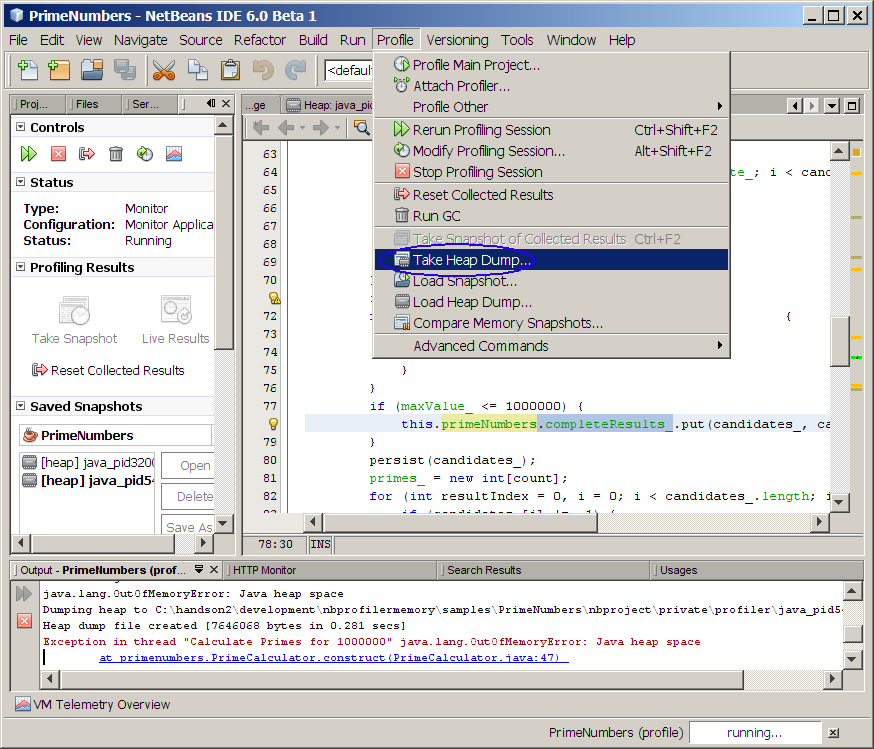 PrimeNumbers - NetBeans IDE 6.0 Beta 1
File Edit View Navigate Source Refactor Build Run Profile Versioning Tools Window Help
<defau
Profile Main Project...
Attach Profiler...
Profile Other
Rerun Profiling Session Ctrl+Shift+F2
Modify Profiling Session... Alt+Shift+F2
Stop Profiling Session
Reset Collected Results
Run GC
Take Snapshot of Collected Results Ctrl+F2
Take Heap Dump...
Load Snapshot...
Load Heap Dump...
Compare Memory Snapshots...
Advanced Commands
Proj... Files Ser...
Controls
Status
Type: Monitor
Configuration: Monitor Applica
Status: Running
Profiling Results
Take Snapshot Live Results
Reset Collected Results
Saved Snapshots
PrimeNumbers
[heap] java_pid320
[heap] java_pid5
Open
Delete
Save As
...ge Heap: java_pi
63
64 te_; i < cand
65
66
67
68
69
70
72 {
73
74
75 }
76 }
77 if (maxValue_ <= 1000000) {
this.primeNumbers.completeResults_.put(candidates_, ca
79 }
80 persist(candidates_);
81 primes_ = new int[count];
82 for (int resultIndex = 0, i = 0; i < candidates_.length; i
78:30 INS
Output - PrimeNumbers (prof... HTTP Monitor Search Results Usages
java.lang.OutOfMemoryError: Java heap space
Dumping heap to C:\handson2\development\nbprofilermemory\samples\PrimeNumbers\nbproject\private\profiler\java_pid5
Heap dump file created [7646068 bytes in 0.281 secs]
Exception in thread "Calculate Primes for 1000000" java.lang.OutOfMemoryError: Java heap space
at primenumbers.PrimeCalculator.construct(PrimeCalculator.java:47)
VM Telemetry Overview
PrimeNumbers (profile) running...